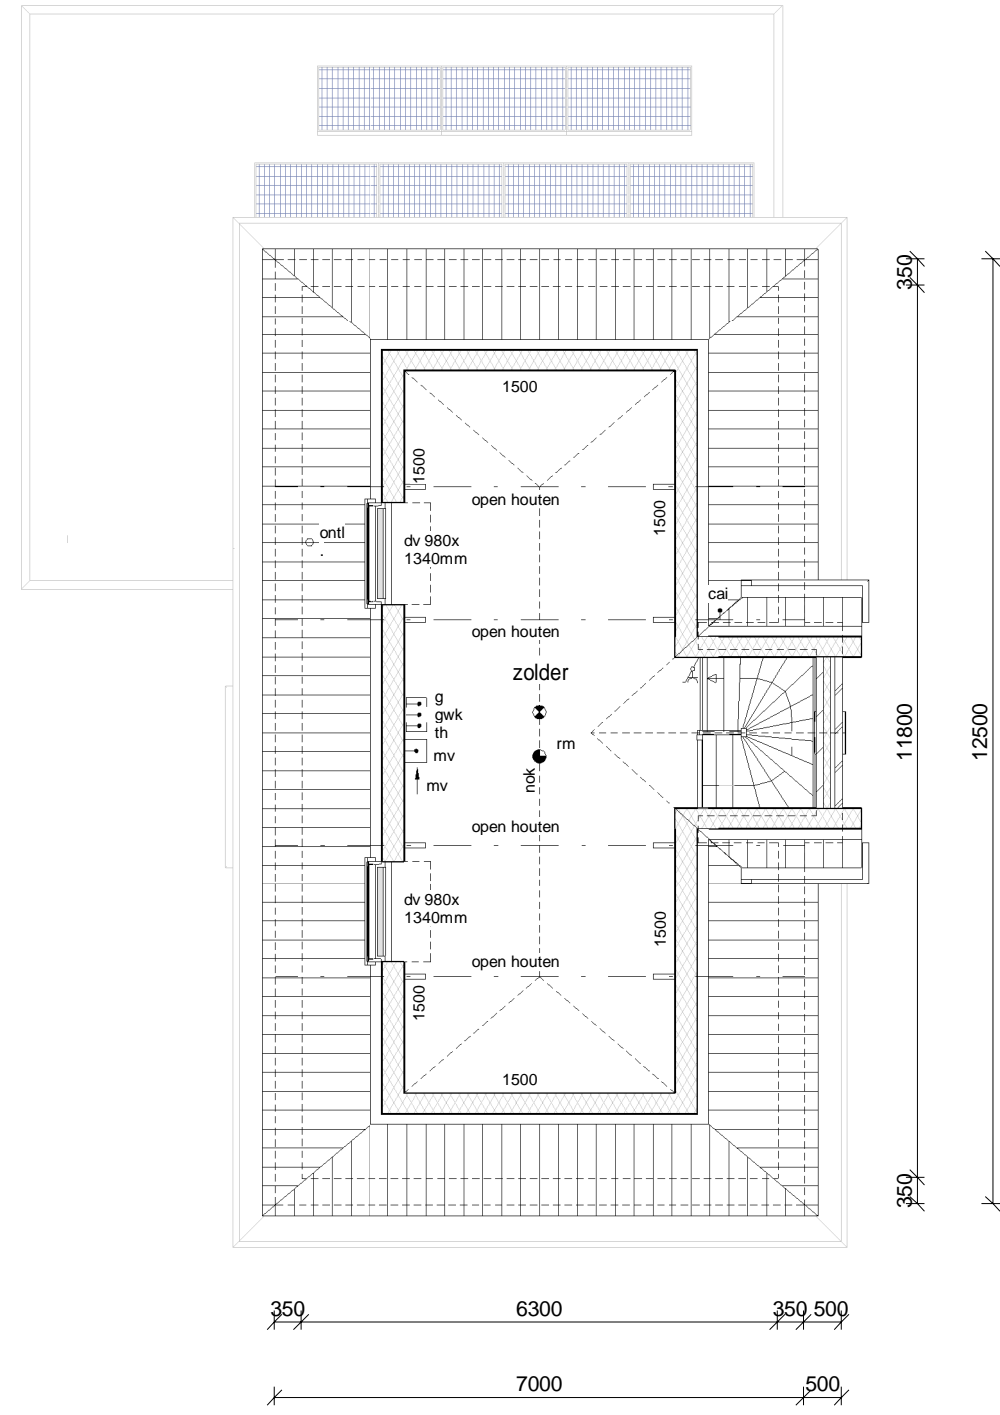 350
1500
1500
open houten
1500
ontl
.
dv 980x
1340mm
cai
open houten
zolder
g
gwk
th
mv
mv
rm
nok
11800
12500
open houten
dv 980x
1340mm
1500
open houten
1500
1500
350
350
6300
350
500
7000
500